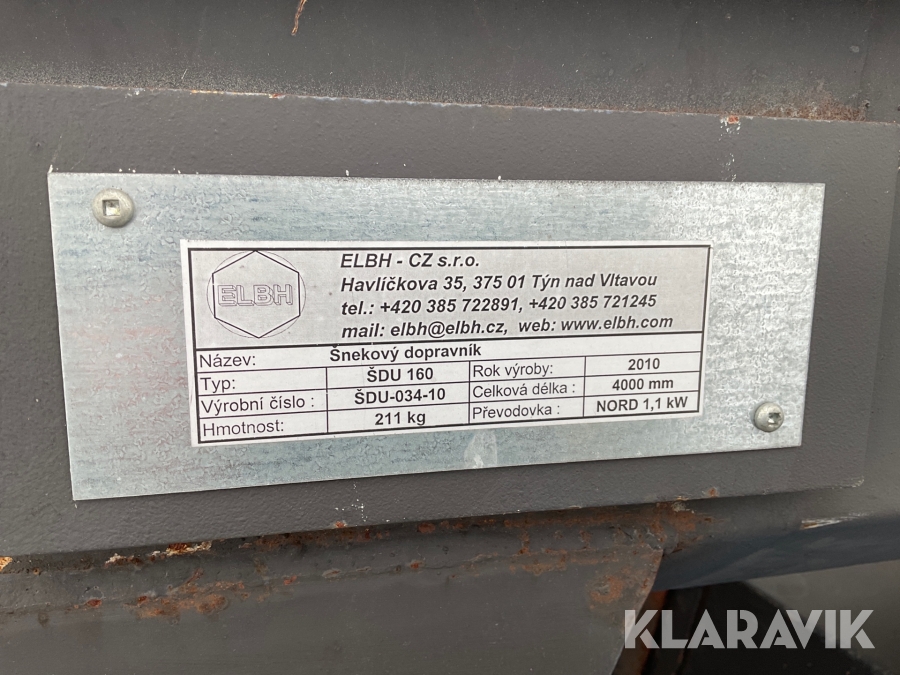 ELBH
ELBH - CZ s.r.o.
Havlíčkova 35, 375 01 Týn nad Vltavou
tel.: +420 385 722891, +420 385 721245
mail: elbh@elbh.cz, web: www.elbh.com
Název: Šnekový dopravník
Typ: ŠDU 160 Rok výroby: 2010
Výrobní číslo : ŠDU-034-10 Celková délka : 4000 mm
Hmotnost: 211 kg Převodovka : NORD 1,1 kW
KLARAVIK